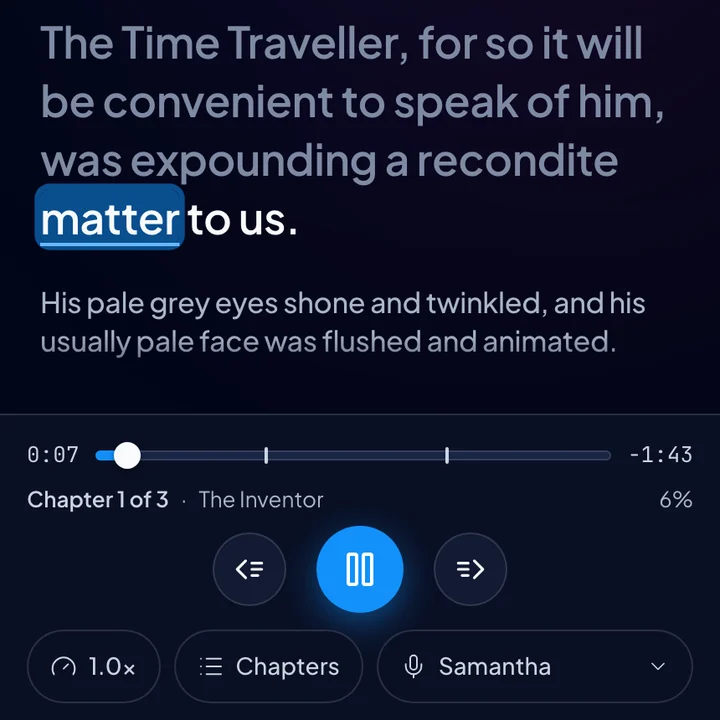 The Time Traveller, for so it will
be convenient to speak of him,
was expounding a recondite
matter to us.
His pale grey eyes shone and twinkled, and his
usually pale face was flushed and animated.
0:07 -1:43
Chapter 1 of 3 · The Inventor 6%
1.0× Chapters Samantha